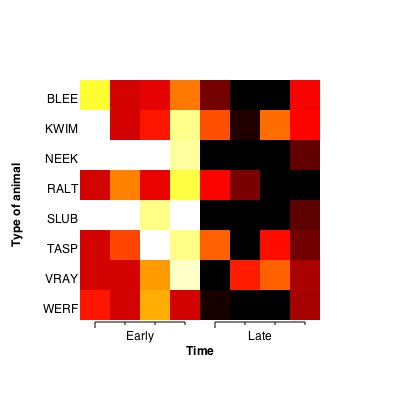 BLEE
KWIM
NEEK
RALT
SLUB
TASP
VRAY
WERF
Type of animal
Early Late
Time